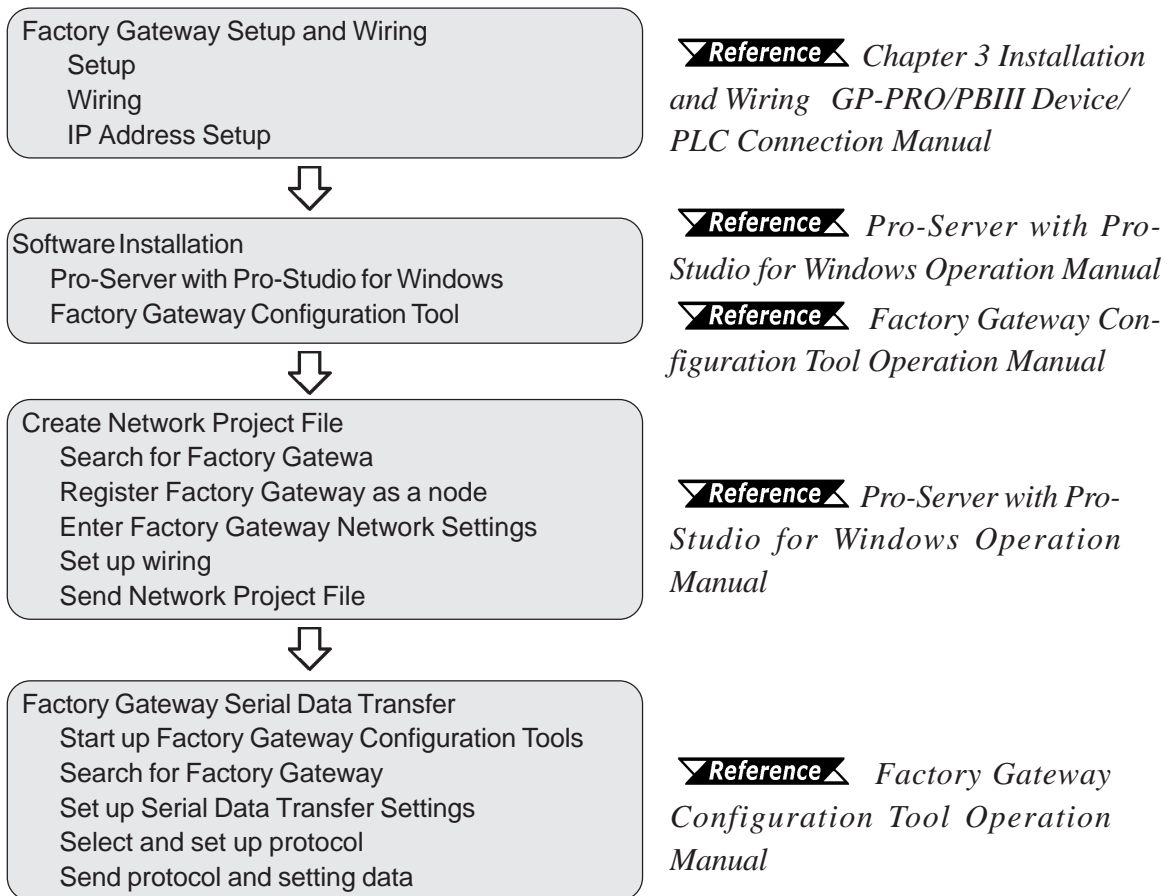 Factory Gateway Setup and Wiring
Setup
Wiring
IP Address Setup
Reference Chapter 3 Installation
and Wiring GP-PRO/PBIII Device/
PLC Connection Manual
Software Installation
Pro-Server with Pro-Studio for Windows
Factory Gateway Configuration Tool
Reference Pro-Server with Pro-
Studio for Windows Operation Manual
Reference Factory Gateway Con-
figuration Tool Operation Manual
Create Network Project File
Search for Factory Gatewa
Register Factory Gateway as a node
Enter Factory Gateway Network Settings
Set up wiring
Send Network Project File
Reference Pro-Server with Pro-
Studio for Windows Operation
Manual
Factory Gateway Serial Data Transfer
Start up Factory Gateway Configuration Tools
Search for Factory Gateway
Set up Serial Data Transfer Settings
Select and set up protocol
Send protocol and setting data
Reference Factory Gateway
Configuration Tool Operation
Manual